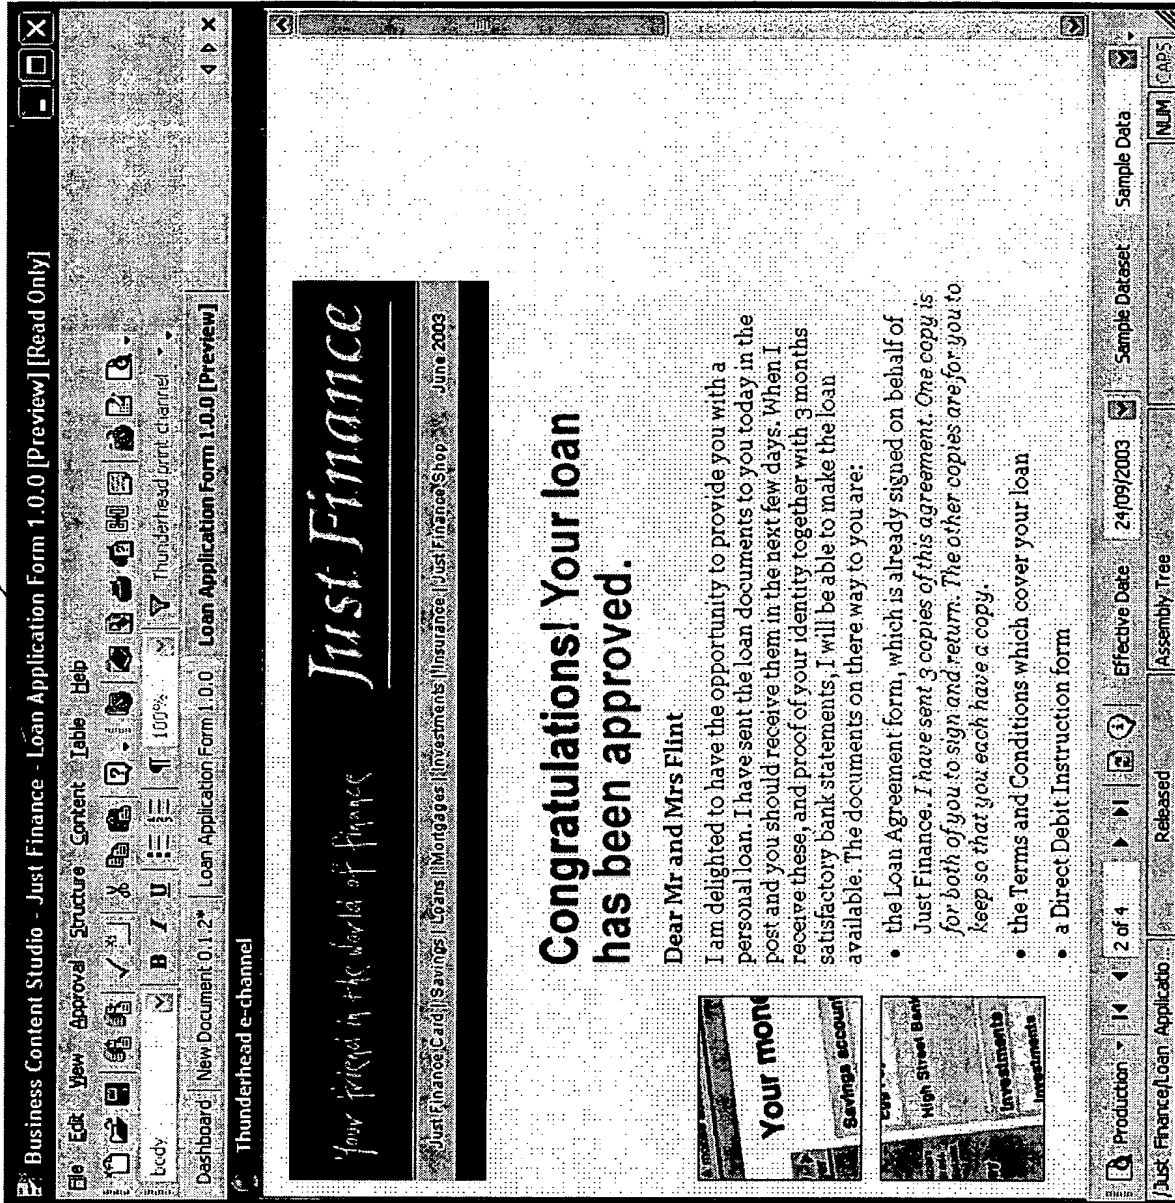 Business Content Studio - Just Finance - Loan Application Form 1.0.0 [Preview] [Read Only]
File Edit View Approval Structure Content Table Help
body B I U 100% Thunderhead print channel
Dashboard New Document 0.1.2* Loan Application Form 1.0.0 Loan Application Form 1.0.0 [Preview]
Thunderhead e-channel
Your friend in the world of finance Just Finance
Just Finance Card | Savings | Loans | Mortgages | Investments | Insurance | Just Finance Shop June 2003
Congratulations! Your loan
has been approved.
Dear Mr and Mrs Flint
I am delighted to have the opportunity to provide you with a
personal loan. I have sent the loan documents to you today in the
post and you should receive them in the next few days. When I
receive these, and proof of your identity together with 3 months
satisfactory bank statements, I will be able to make the loan
available. The documents on there way to you are:
• the Loan Agreement form, which is already signed on behalf of
Just Finance. I have sent 3 copies of this agreement. One copy is
for both of you to sign and return. The other copies are for you to
keep so that you each have a copy.
• the Terms and Conditions which cover your loan
• a Direct Debit Instruction form
Your mon
Savings account
High Street Bank
Investments
Investments
Production 2 of 4 Effective Date 24/09/2003 Sample Dataset Sample Data
Just Finance/Loan Applicatio... Released Assembly Tree NUM CAPS